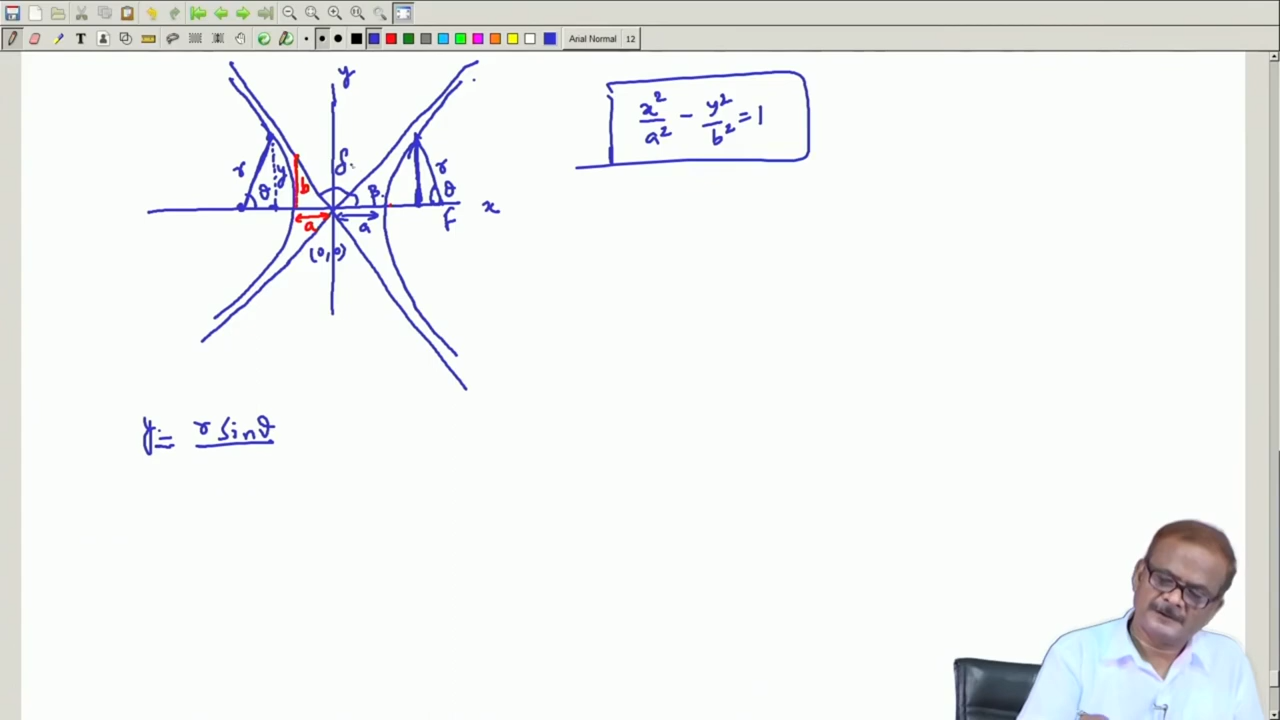 Arial Normal 12
y
x²/a² − y²/b² = 1
δ
r y r
θ b β θ
x
a a F
(0,0)
y = r sinθ